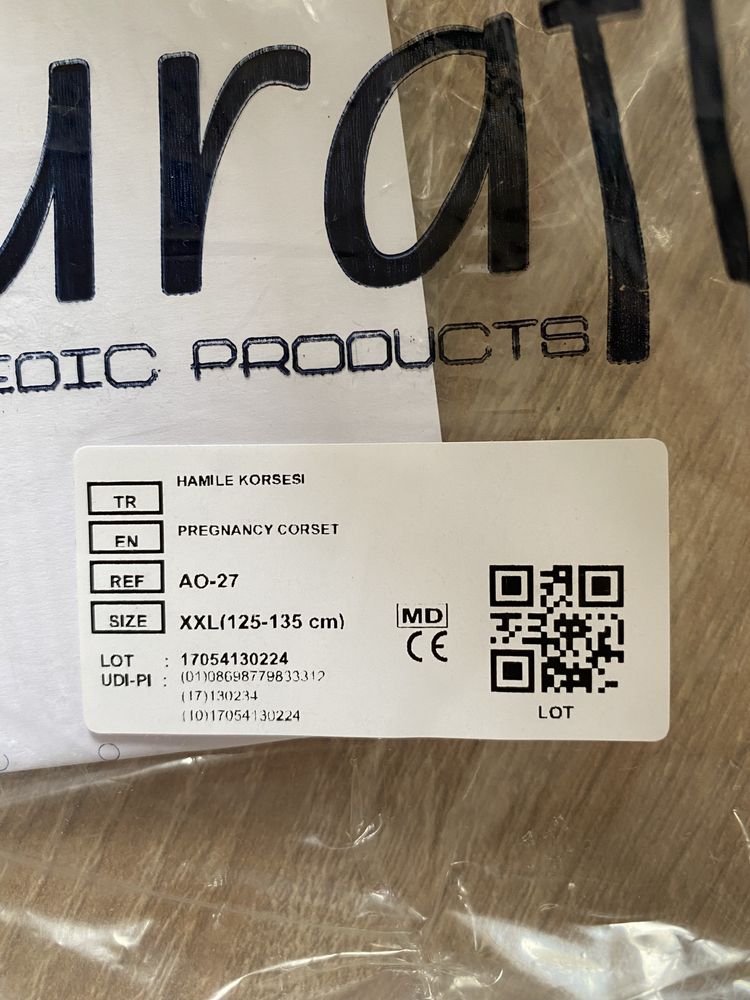 EDIC PRODUCTS
TR HAMİLE KORSESİ
EN PREGNANCY CORSET
REF AO-27
SIZE XXL(125-135 cm)
MD
CE
LOT : 17054130224
UDI-PI : (01)08698779833312
(17)130234
(10)17054130224
LOT